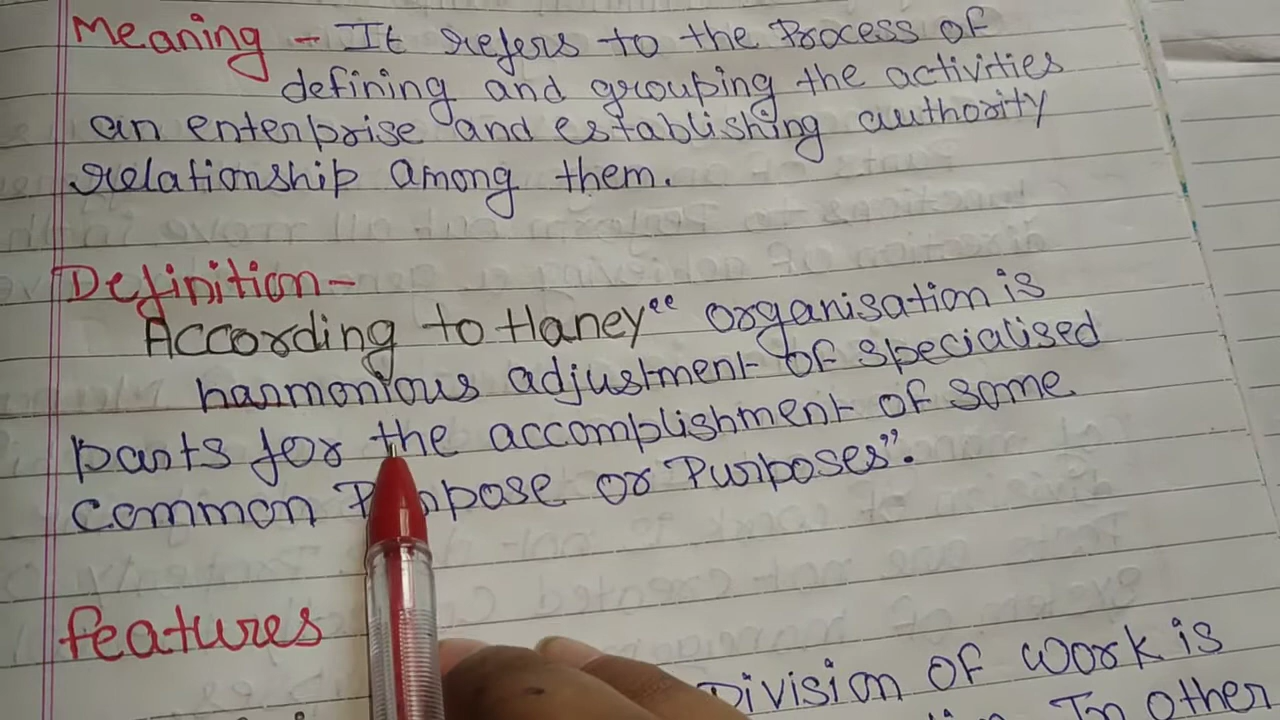 Meaning - It refers to the Process of
defining and grouping the activities
an enterprise and establishing authority
relationship among them.
Definition-
According to Haney "organisation is
harmonious adjustment of specialised
parts for the accomplishment of some
common Purpose or Purposes".
features
Division of work is
In other